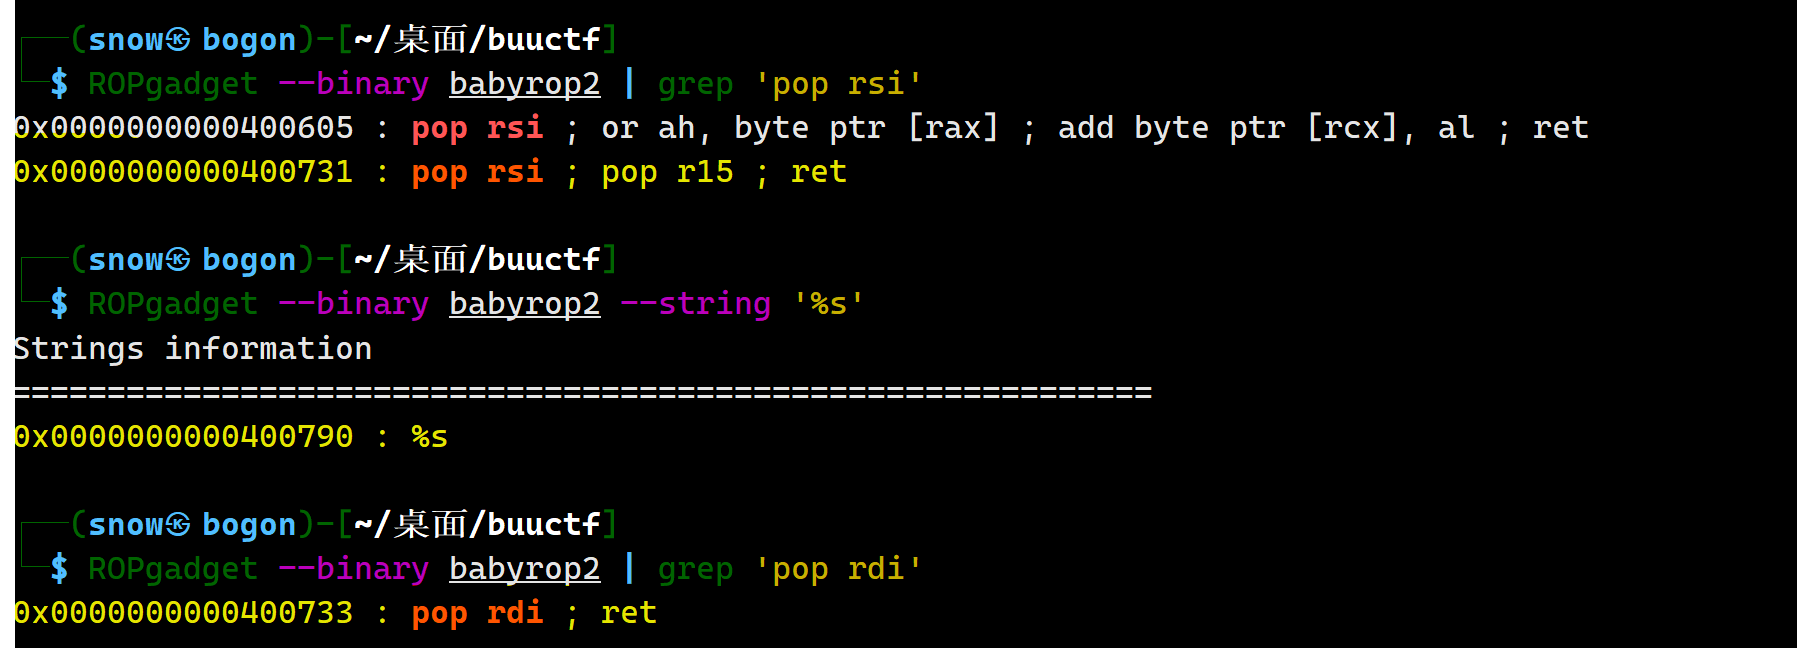 ┌──(snow㉿bogon)-[~/桌面/buuctf]
└─$ ROPgadget --binary babyrop2 | grep 'pop rsi'
0x0000000000400605 : pop rsi ; or ah, byte ptr [rax] ; add byte ptr [rcx], al ; ret
0x0000000000400731 : pop rsi ; pop r15 ; ret
┌──(snow㉿bogon)-[~/桌面/buuctf]
└─$ ROPgadget --binary babyrop2 --string '%s'
Strings information
============================================================
0x0000000000400790 : %s
┌──(snow㉿bogon)-[~/桌面/buuctf]
└─$ ROPgadget --binary babyrop2 | grep 'pop rdi'
0x0000000000400733 : pop rdi ; ret